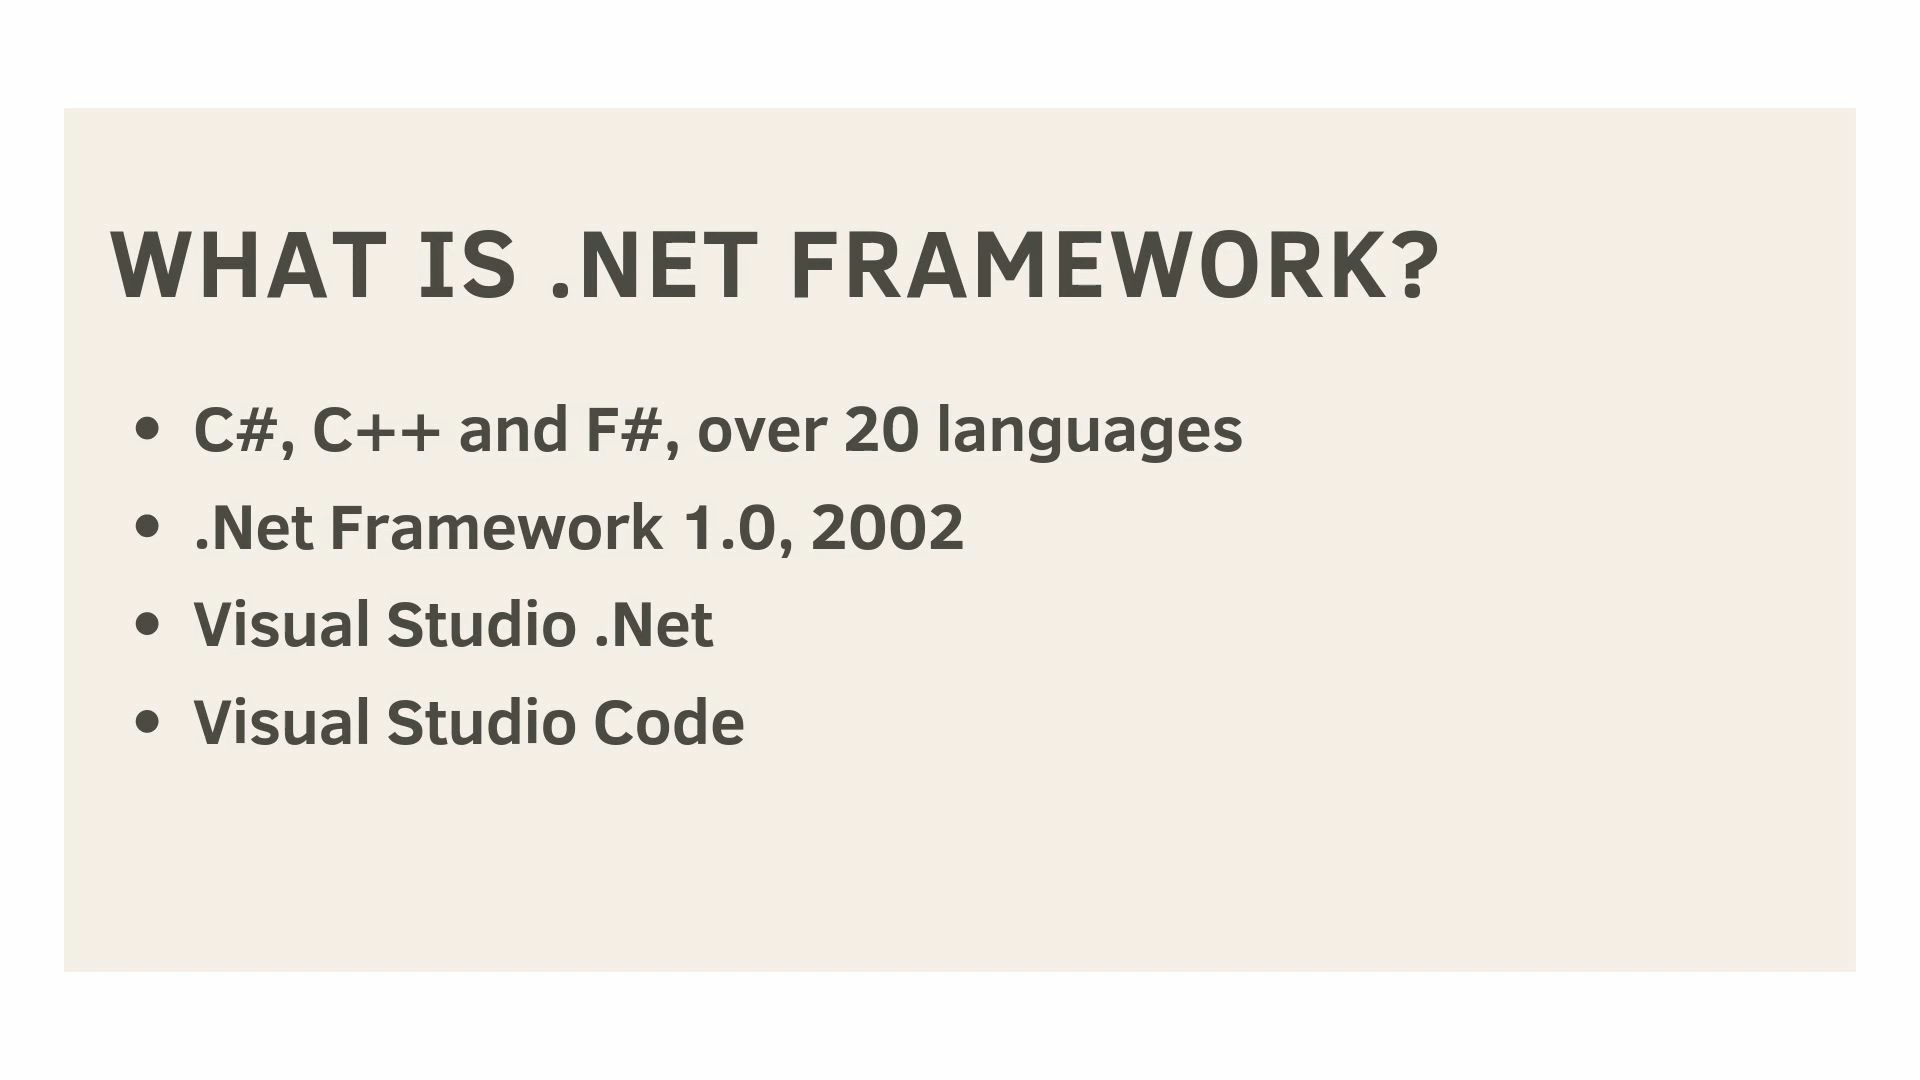 WHAT IS .NET FRAMEWORK?
• C#, C++ and F#, over 20 languages
• .Net Framework 1.0, 2002
• Visual Studio .Net
• Visual Studio Code